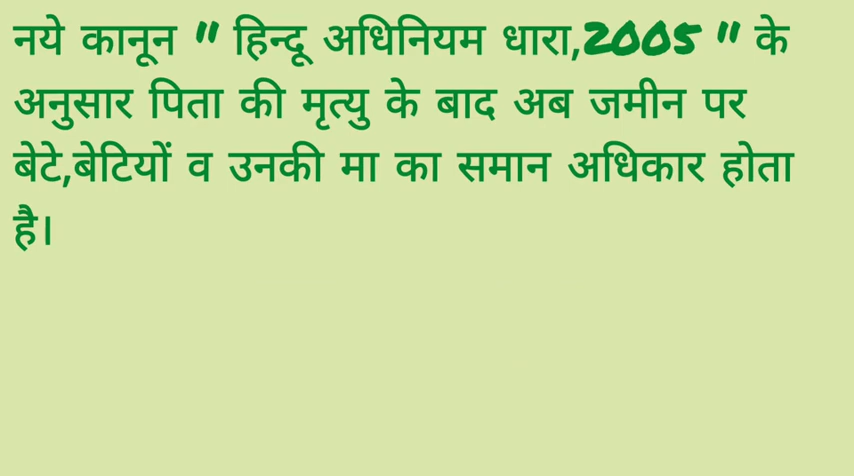 नये कानून " हिन्दू अधिनियम धारा,2005 " के
अनुसार पिता की मृत्यु के बाद अब जमीन पर
बेटे,बेटियों व उनकी मा का समान अधिकार होता
है।